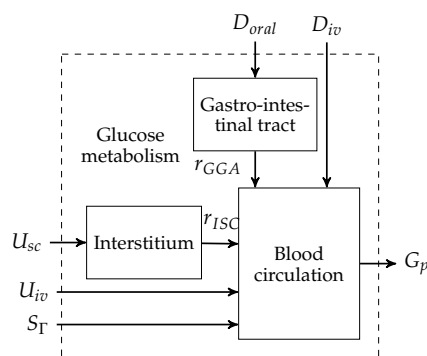 D_oral D_iv
Gastro-intes-
tinal tract
Glucose
metabolism
r_GGA
r_ISC
U_sc Interstitium
Blood
circulation
G_p
U_iv
S_Γ